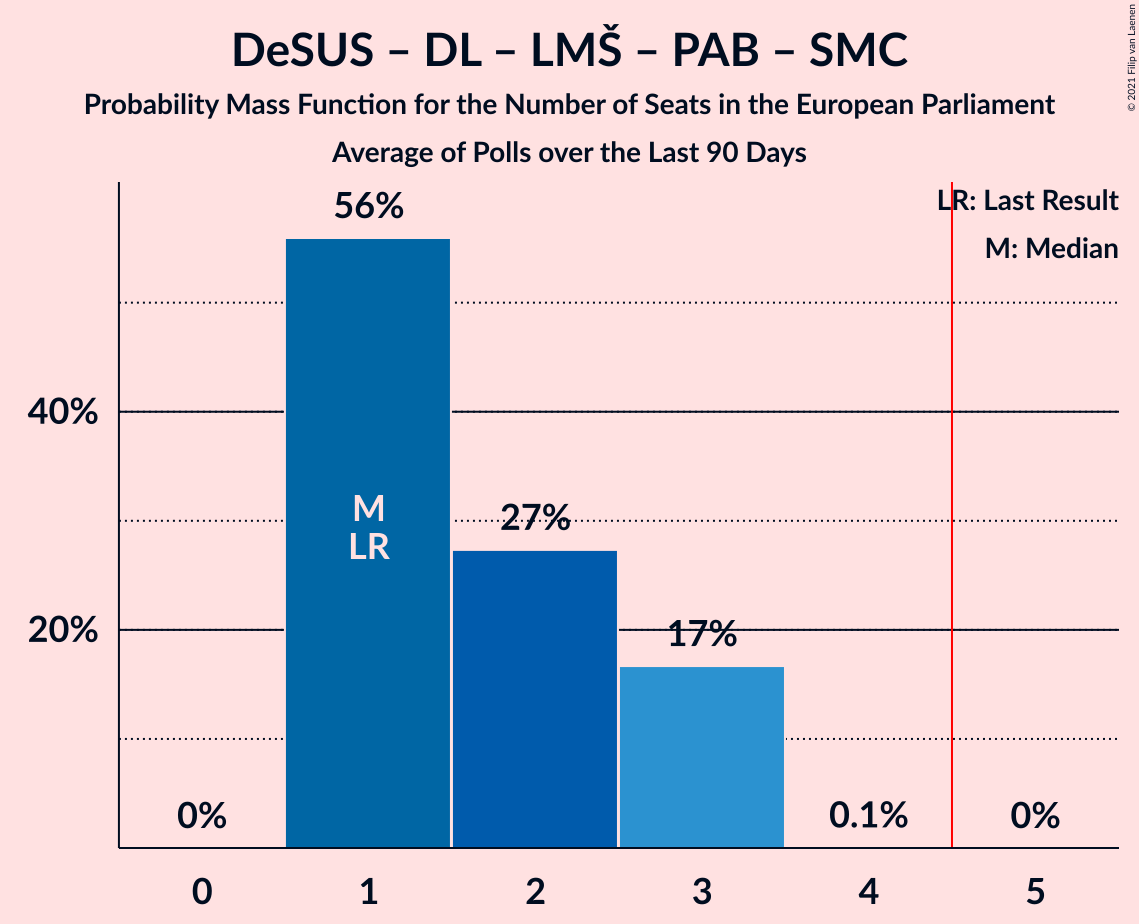 DeSUS – DL – LMŠ – PAB – SMC
Probability Mass Function for the Number of Seats in the European Parliament
Average of Polls over the Last 90 Days
© 2021 Filip van Laenen
LR: Last Result
M: Median
56%
40%
M
LR
27%
20%
17%
0%
0.1%
0%
0 1 2 3 4 5